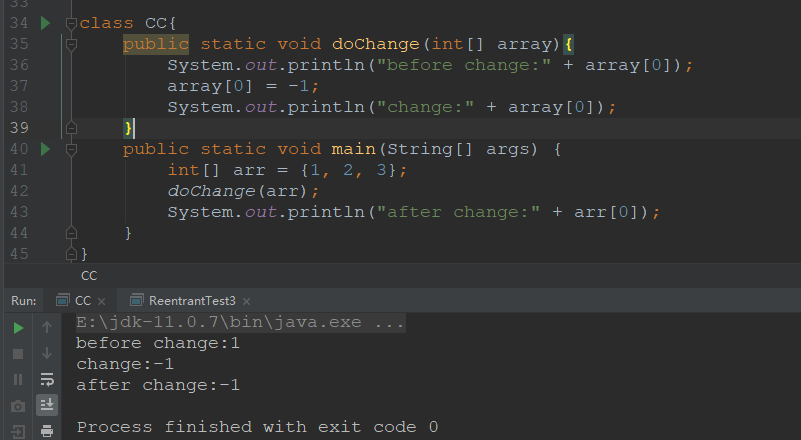 33
34 class CC{
35 public static void doChange(int[] array){
36 System.out.println("before change:" + array[0]);
37 array[0] = -1;
38 System.out.println("change:" + array[0]);
39 }
40 public static void main(String[] args) {
41 int[] arr = {1, 2, 3};
42 doChange(arr);
43 System.out.println("after change:" + arr[0]);
44 }
45 }
CC
Run: CC × ReentrantTest3 ×
E:\jdk-11.0.7\bin\java.exe ...
before change:1
change:-1
after change:-1
Process finished with exit code 0